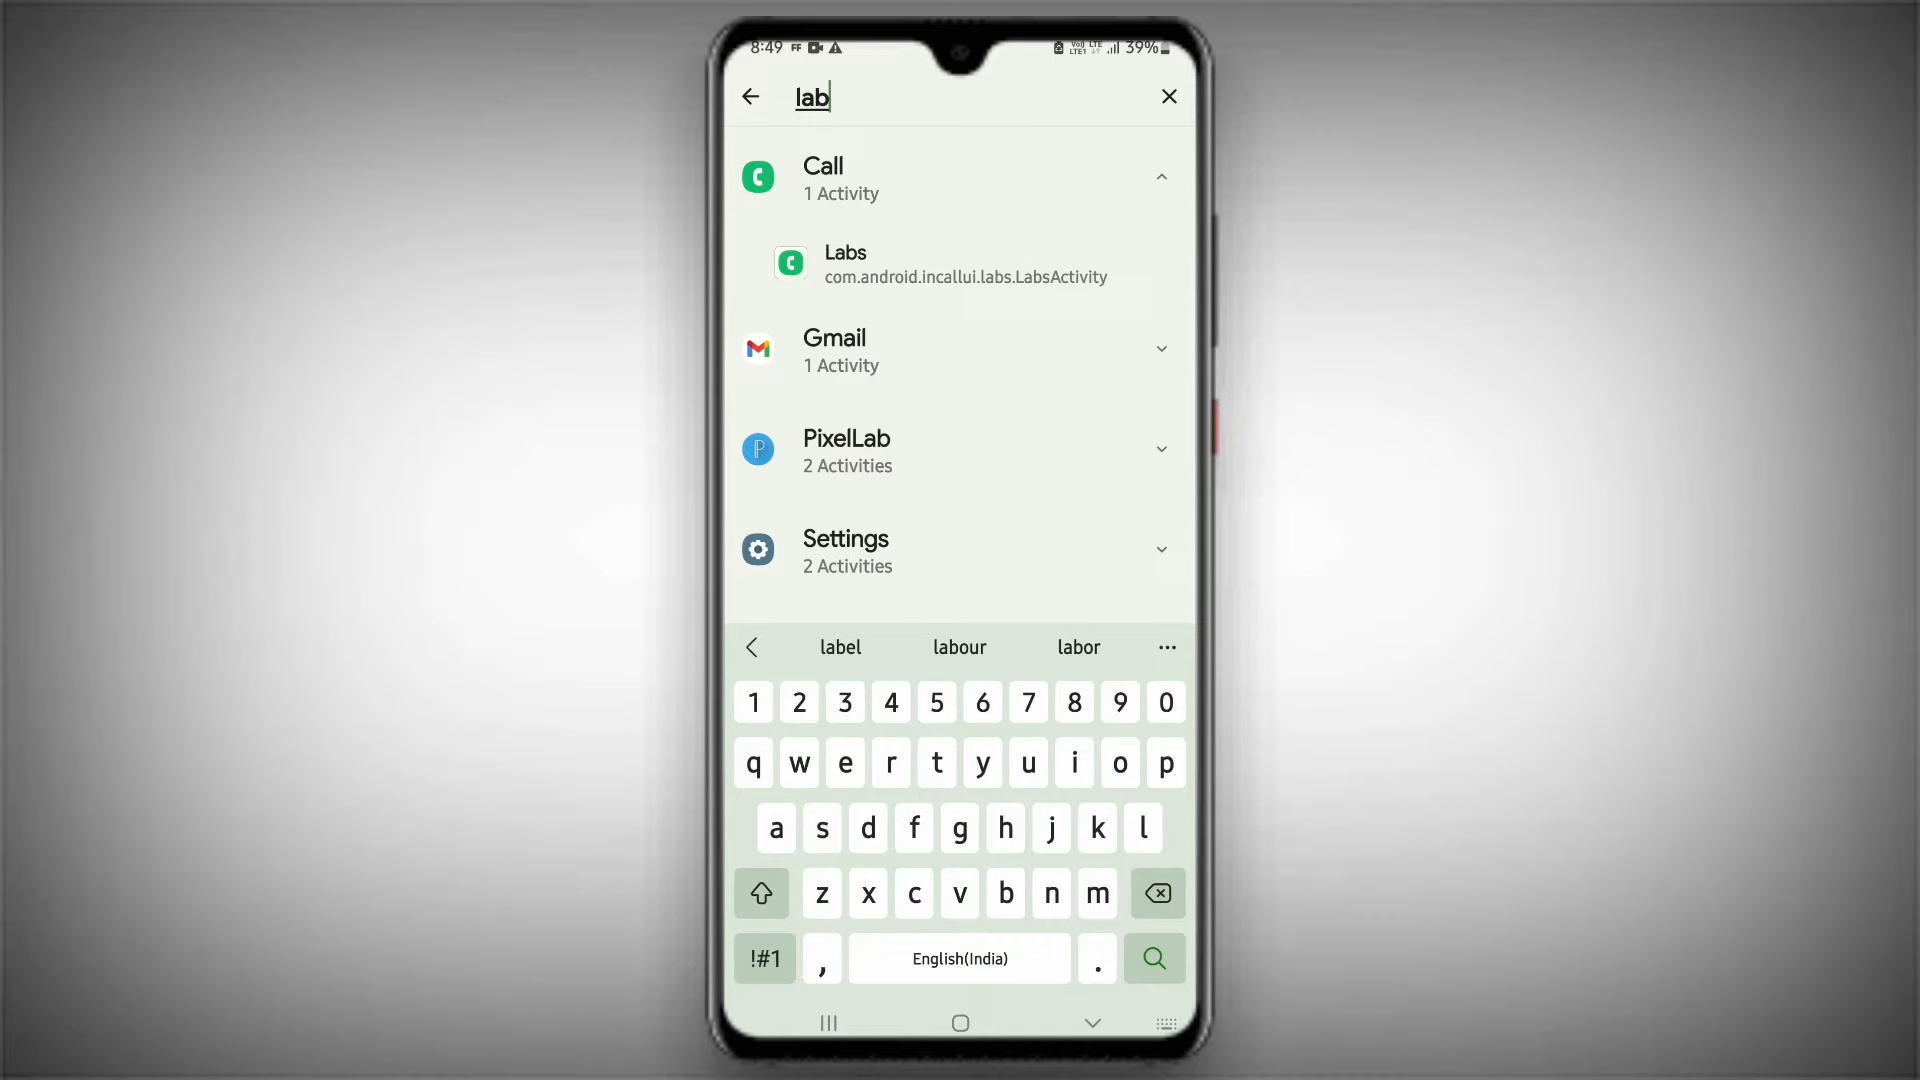 8:49 FF 39%
lab
Call
1 Activity
Labs
com.android.incallui.labs.LabsActivity
Gmail
1 Activity
PixelLab
2 Activities
Settings
2 Activities
label labour labor
1 2 3 4 5 6 7 8 9 0
q w e r t y u i o p
a s d f g h j k l
z x c v b n m
!#1 , English(India) .